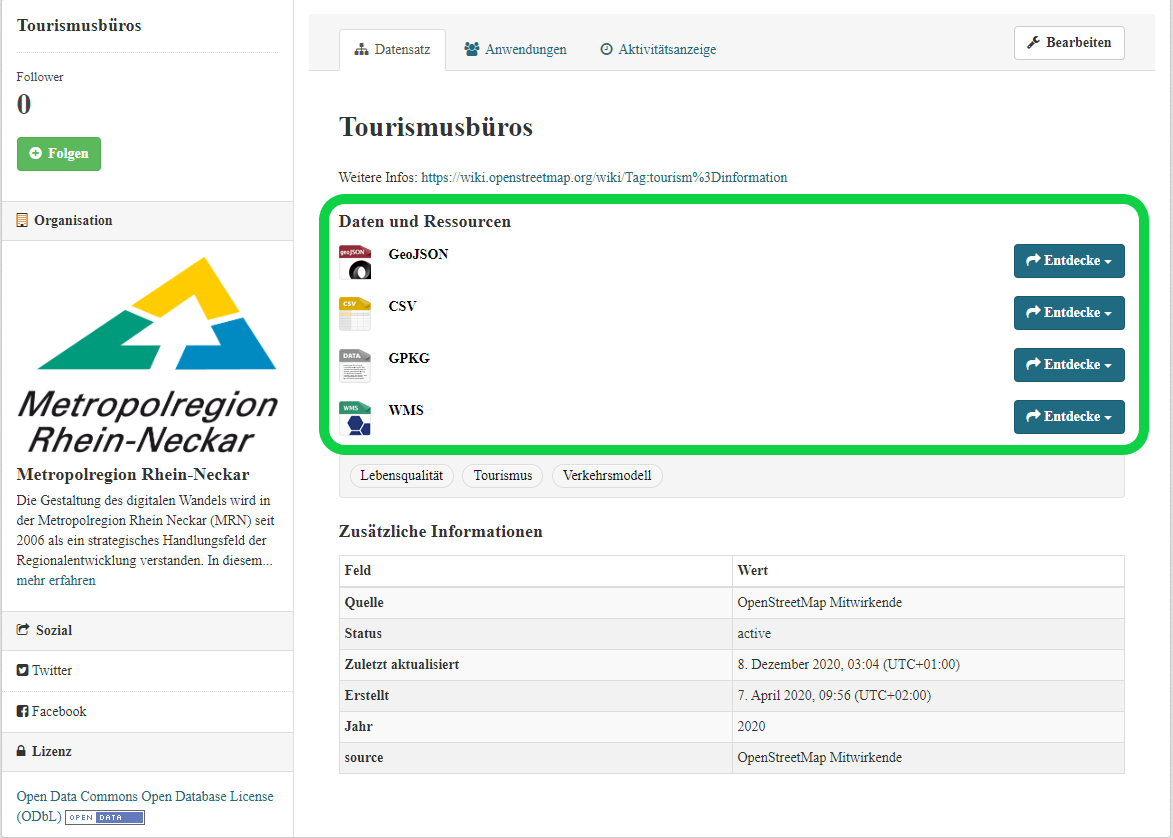 Tourismusbüros
Follower
0
Folgen
Organisation
Metropolregion
Rhein-Neckar
Metropolregion Rhein-Neckar
Die Gestaltung des digitalen Wandels wird in
der Metropolregion Rhein Neckar (MRN) seit
2006 als ein strategisches Handlungsfeld der
Regionalentwicklung verstanden. In diesem...
mehr erfahren
Sozial
Twitter
Facebook
Lizenz
Open Data Commons Open Database License
(ODbL) OPEN DATA
Datensatz Anwendungen Aktivitätsanzeige Bearbeiten
Tourismusbüros
Weitere Infos: https://wiki.openstreetmap.org/wiki/Tag:tourism%3Dinformation
Daten und Ressourcen
geoJSON GeoJSON Entdecke
CSV CSV Entdecke
DATA GPKG Entdecke
WMS WMS Entdecke
Lebensqualität Tourismus Verkehrsmodell
Zusätzliche Informationen
Feld Wert
Quelle OpenStreetMap Mitwirkende
Status active
Zuletzt aktualisiert 8. Dezember 2020, 03:04 (UTC+01:00)
Erstellt 7. April 2020, 09:56 (UTC+02:00)
Jahr 2020
source OpenStreetMap Mitwirkende